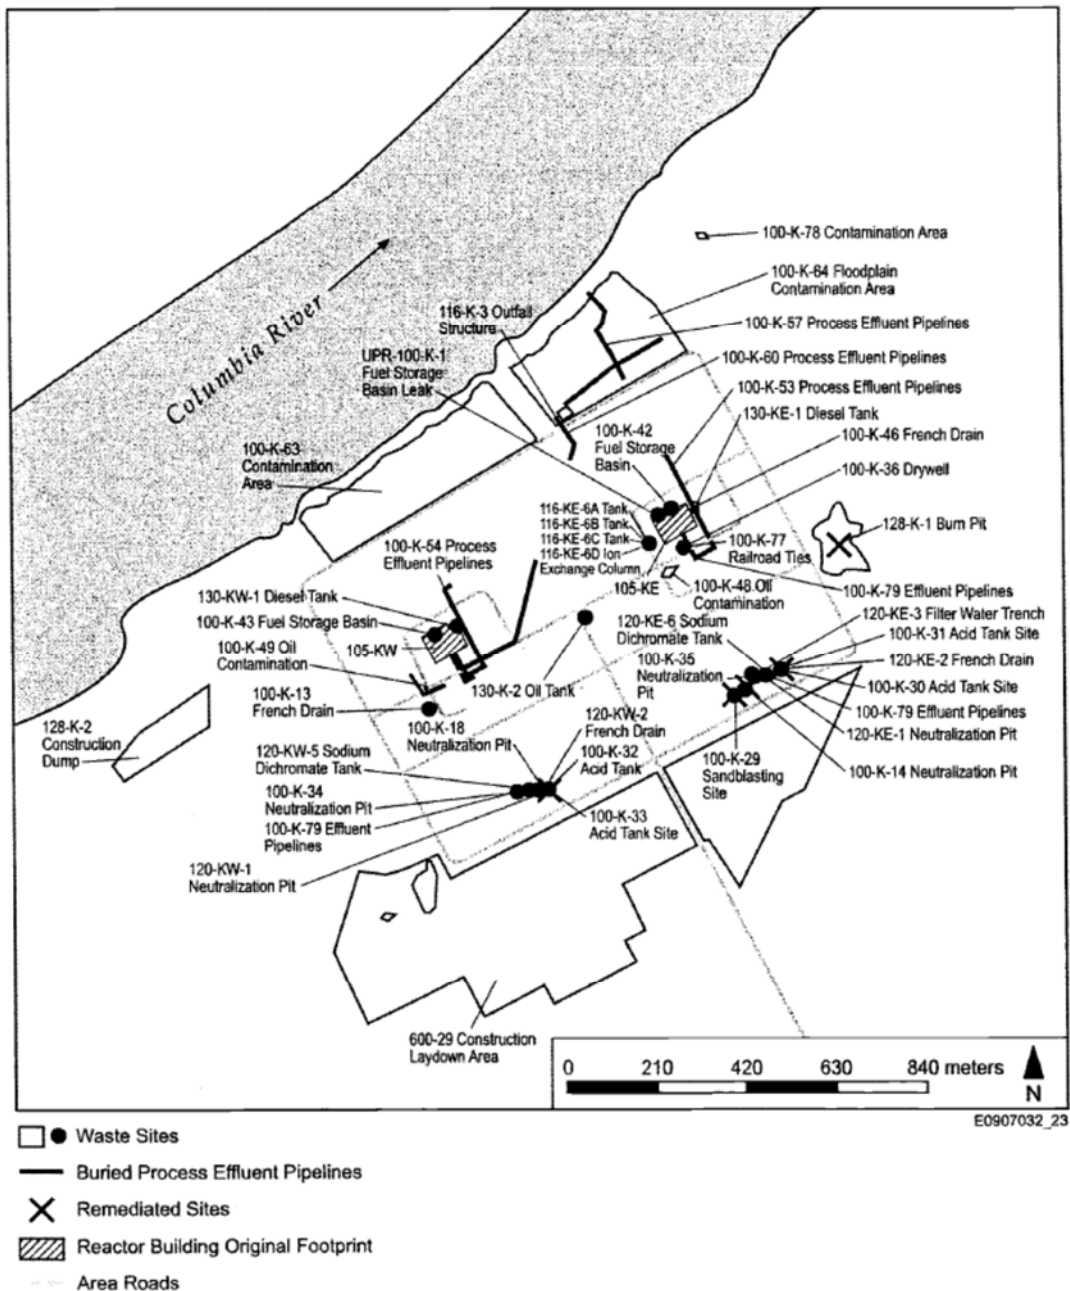 100-K-78 Contamination Area
100-K-64 Floodplain
Contamination Area
116-K-3 Outfall
Structure
100-K-57 Process Effluent Pipelines
Columbia River
UPR-100-K-1
Fuel Storage
Basin Leak
100-K-60 Process Effluent Pipelines
100-K-53 Process Effluent Pipelines
130-KE-1 Diesel Tank
100-K-42
Fuel Storage
Basin
100-K-46 French Drain
100-K-63
Contamination
Area
100-K-36 Drywell
116-KE-6A Tank
116-KE-6B Tank
116-KE-6C Tank
116-KE-6D Ion
Exchange Column
128-K-1 Burn Pit
100-K-77
Railroad Ties
100-K-54 Process
Effluent Pipelines
105-KE
100-K-48 Oil
Contamination
100-K-79 Effluent Pipelines
130-KW-1 Diesel Tank
100-K-43 Fuel Storage Basin
120-KE-6 Sodium
Dichromate Tank
120-KE-3 Filter Water Trench
100-K-31 Acid Tank Site
100-K-49 Oil
Contamination
105-KW
100-K-35
Neutralization
Pit
120-KE-2 French Drain
100-K-30 Acid Tank Site
130-K-2 Oil Tank
100-K-13
French Drain
100-K-79 Effluent Pipelines
128-K-2
Construction
Dump
100-K-18
Neutralization Pit
120-KW-2
French Drain
120-KE-1 Neutralization Pit
120-KW-5 Sodium
Dichromate Tank
100-K-32
Acid Tank
100-K-29
Sandblasting
Site
100-K-14 Neutralization Pit
100-K-34
Neutralization Pit
100-K-33
Acid Tank Site
100-K-79 Effluent
Pipelines
120-KW-1
Neutralization Pit
600-29 Construction
Laydown Area
0 210 420 630 840 meters
N
E0907032_23
Waste Sites
Buried Process Effluent Pipelines
Remediated Sites
Reactor Building Original Footprint
Area Roads